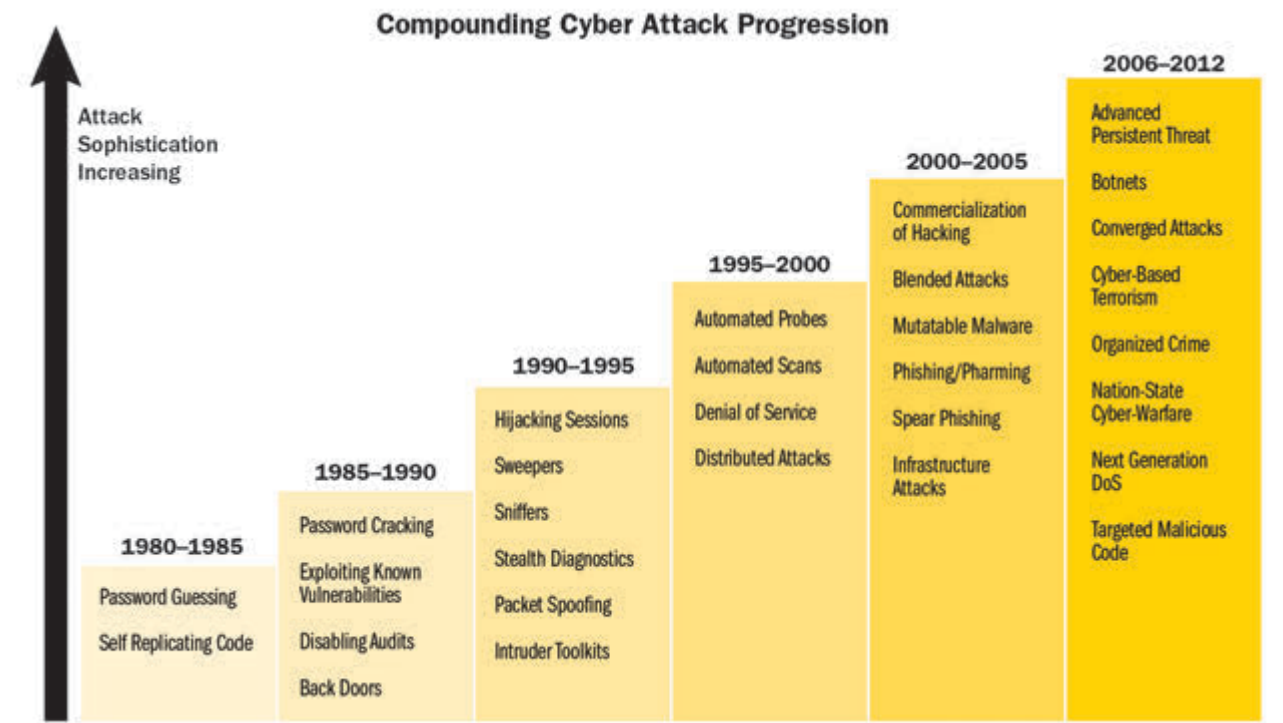 Compounding Cyber Attack Progression
Attack
Sophistication
Increasing
1980–1985
Password Guessing
Self Replicating Code
1985–1990
Password Cracking
Exploiting Known
Vulnerabilities
Disabling Audits
Back Doors
1990–1995
Hijacking Sessions
Sweepers
Sniffers
Stealth Diagnostics
Packet Spoofing
Intruder Toolkits
1995–2000
Automated Probes
Automated Scans
Denial of Service
Distributed Attacks
2000–2005
Commercialization
of Hacking
Blended Attacks
Mutatable Malware
Phishing/Pharming
Spear Phishing
Infrastructure
Attacks
2006–2012
Advanced
Persistent Threat
Botnets
Converged Attacks
Cyber-Based
Terrorism
Organized Crime
Nation-State
Cyber-Warfare
Next Generation
DoS
Targeted Malicious
Code